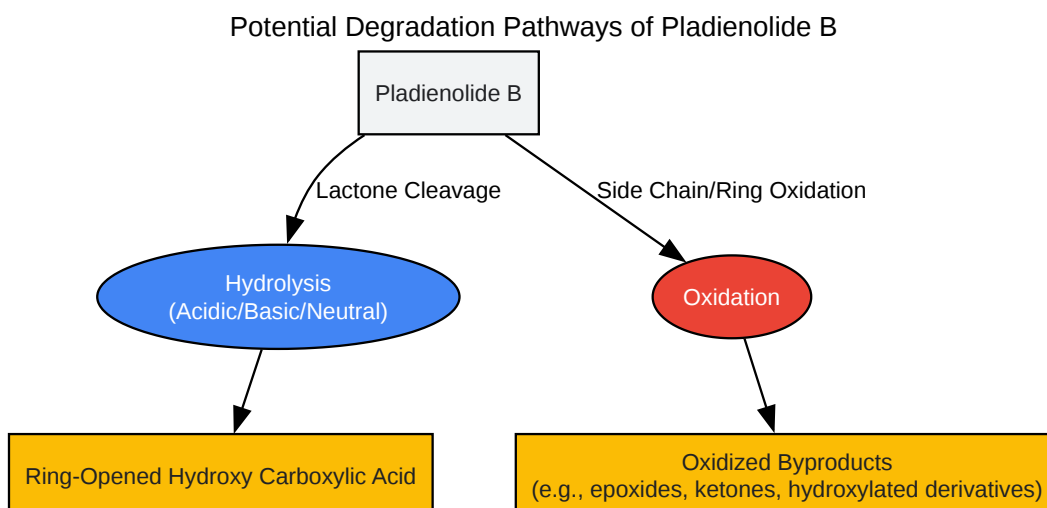 Potential Degradation Pathways of Pladienolide B
Pladienolide B
Lactone Cleavage
Side Chain/Ring Oxidation
Hydrolysis
(Acidic/Basic/Neutral)
Oxidation
Ring-Opened Hydroxy Carboxylic Acid
Oxidized Byproducts
(e.g., epoxides, ketones, hydroxylated derivatives)